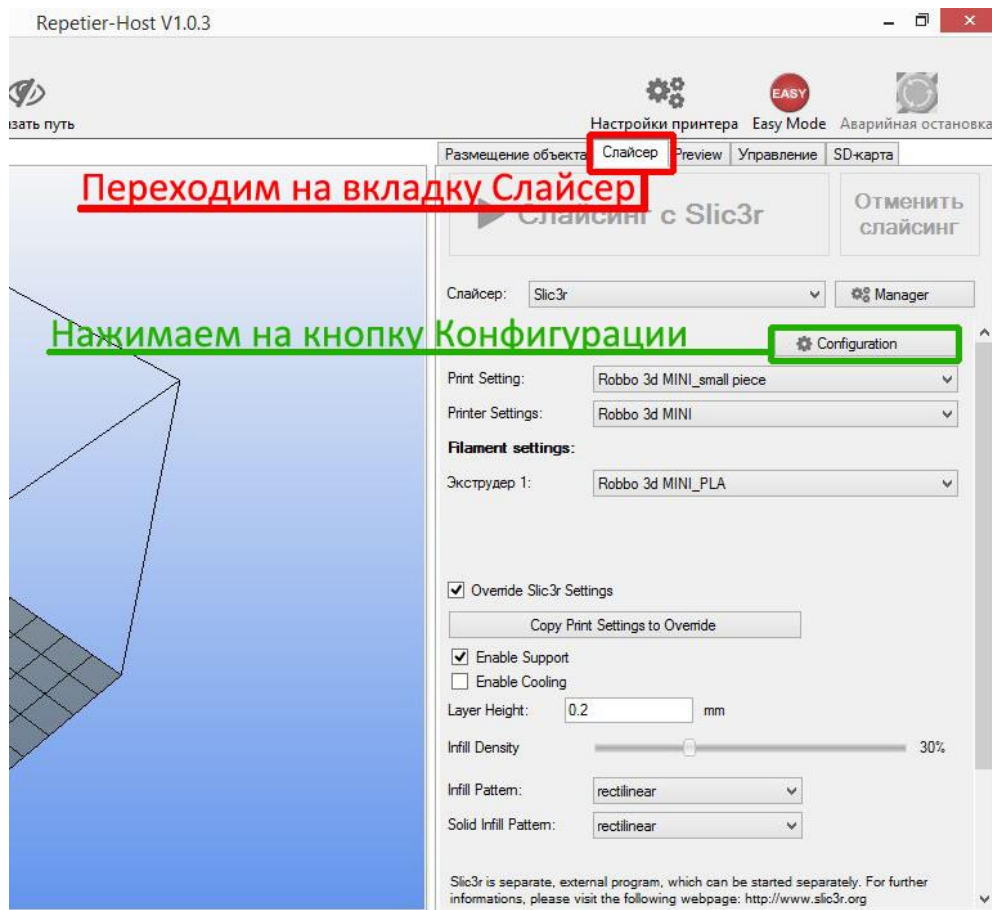 Repetier-Host V1.0.3
зать путь
Настройки принтера
EASY
Easy Mode
Аварийная остановка
Размещение объекта
Слайсер
Preview
Управление
SD-карта
Переходим на вкладку Слайсер
Слайсинг с Slic3r
Отменить
слайсинг
Слайсер:
Slic3r
Manager
Нажимаем на кнопку Конфигурации
Configuration
Print Setting:
Robbo 3d MINI_small piece
Printer Settings:
Robbo 3d MINI
Filament settings:
Экструдер 1:
Robbo 3d MINI_PLA
Override Slic3r Settings
Copy Print Settings to Override
Enable Support
Enable Cooling
Layer Height:
0.2
mm
Infill Density
30%
Infill Pattern:
rectilinear
Solid Infill Pattern:
rectilinear
Slic3r is separate, external program, which can be started separately. For further
informations, please visit the following webpage: http://www.slic3r.org